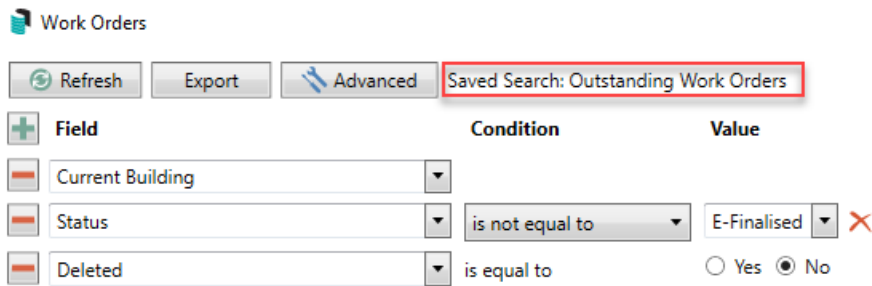 Work Orders
Refresh Export Advanced Saved Search: Outstanding Work Orders
Field Condition Value
Current Building
Status is not equal to E-Finalised
Deleted is equal to Yes No